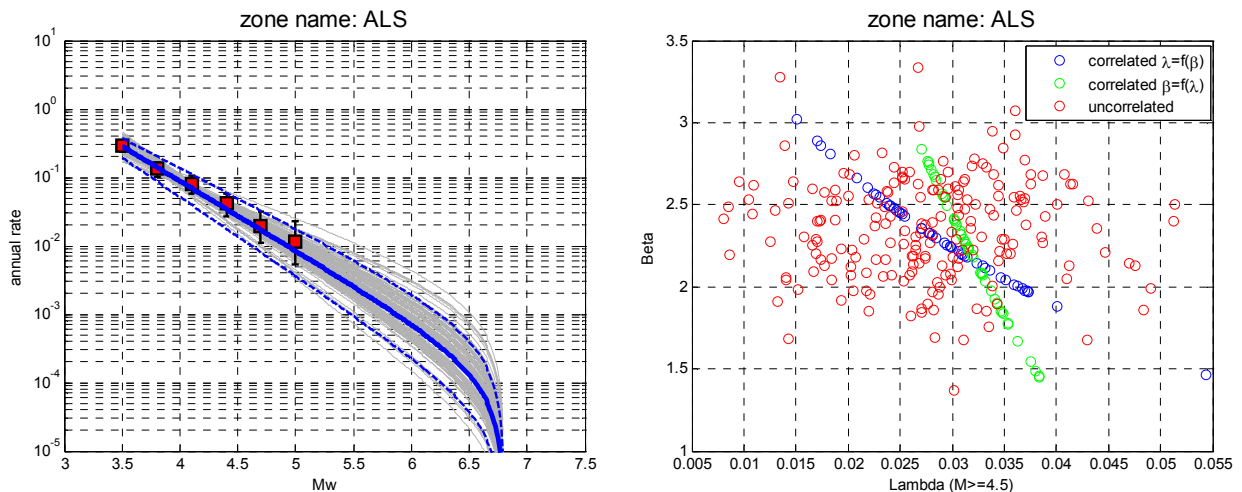 zone name: ALS
10^1
10^0
10^-1
10^-2
10^-3
10^-4
10^-5
annual rate
3 3.5 4 4.5 5 5.5 6 6.5 7 7.5
Mw
zone name: ALS
3.5
3
2.5
2
1.5
1
Beta
correlated λ=f(β)
correlated β=f(λ)
uncorrelated
0.005 0.015 0.02 0.025 0.03 0.035 0.04 0.045 0.05 0.055
Lambda (M>=4.5)